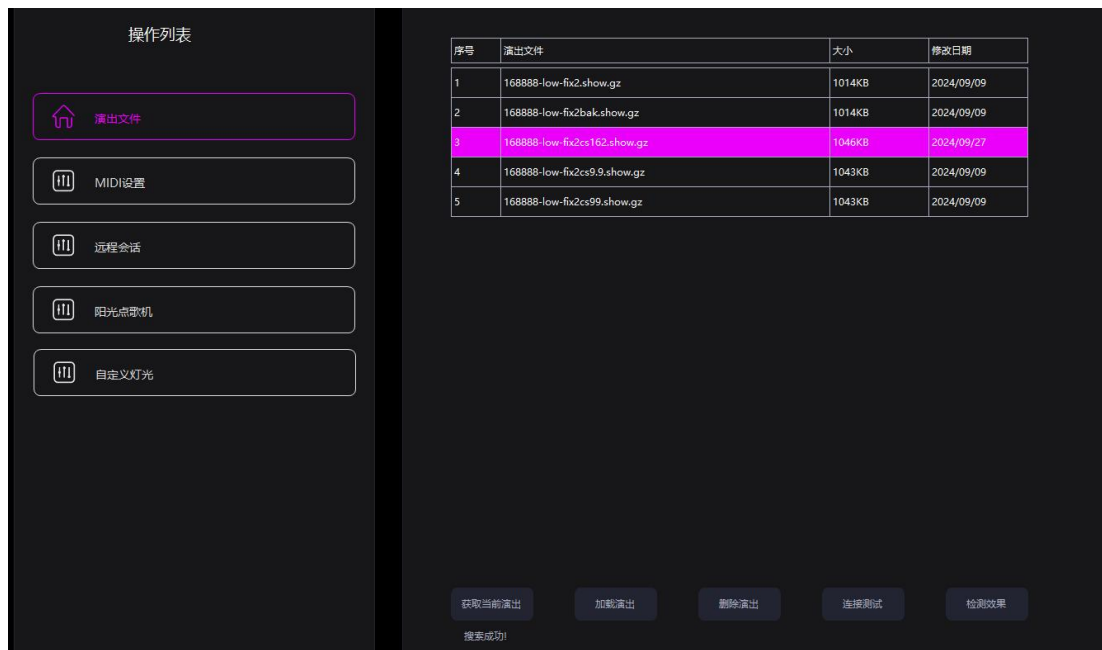 操作列表
演出文件
MIDI设置
远程会话
阳光点歌机
自定义灯光
序号 演出文件 大小 修改日期
1 168888-low-fix2.show.gz 1014KB 2024/09/09
2 168888-low-fix2bak.show.gz 1014KB 2024/09/09
3 168888-low-fix2cs162.show.gz 1046KB 2024/09/27
4 168888-low-fix2cs9.9.show.gz 1043KB 2024/09/09
5 168888-low-fix2cs99.show.gz 1043KB 2024/09/09
获取当前演出 加载演出 删除演出 连接测试 检测效果
搜索成功!